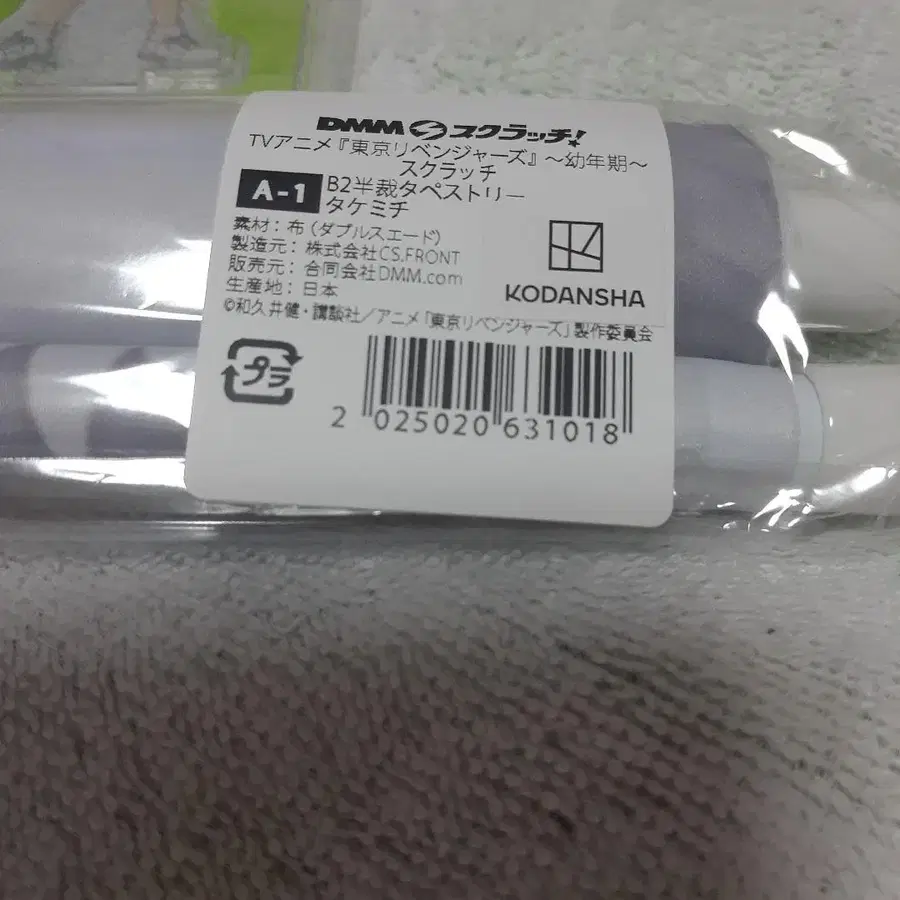 DMM スクラッチ!
TVアニメ『東京リベンジャーズ』〜幼年期〜
スクラッチ
A-1 B2半裁タペストリー
タケミチ
素材：布（ダブルスエード）
製造元：株式会社CS.FRONT
販売元：合同会社DMM.com
生産地：日本
KODANSHA
©和久井健・講談社／アニメ「東京リベンジャーズ」製作委員会
プラ
2 025020 631018